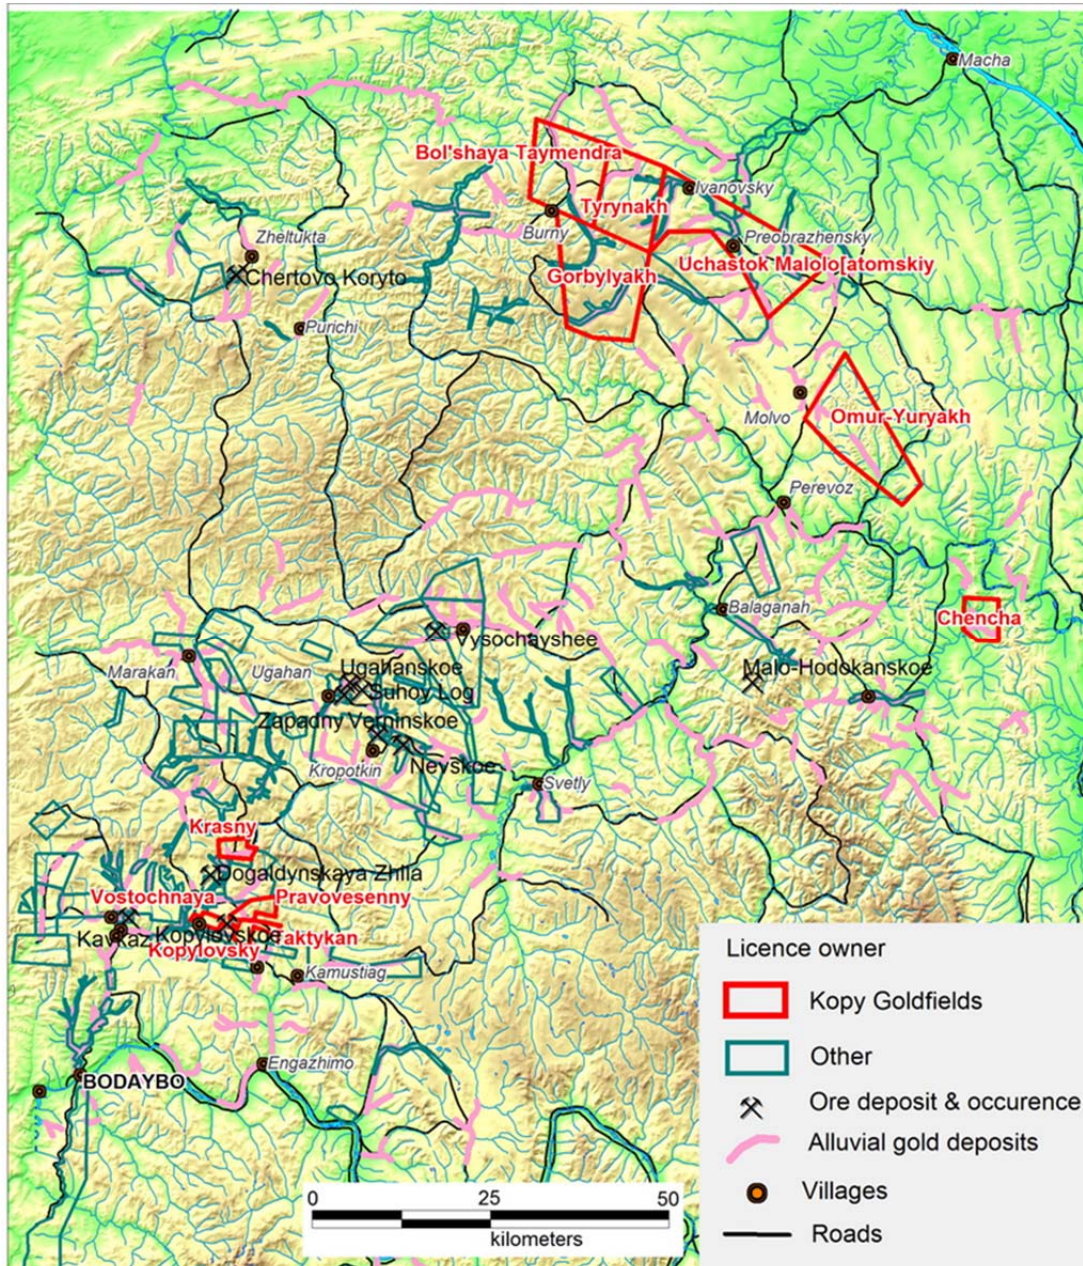 Macha
Bol'shaya Taymendra
Ivanovsky
Tyrynakh
Burny
Zheltukta
Preobrazhensky
Chertovo Koryto
Gorbylyakh
Uchastok Malolo[atomskiy
Purichi
Molvo
Omur-Yuryakh
Perevoz
Balaganah
Chencha
Vysochayshee
Marakan
Ugahan
Ugahanskoe
Malo-Hodokanskoe
Suhoy Log
Zapadny Verninskoe
Kropotkin
Nevskoe
Svetly
Krasny
Dogaldynskaya Zhilla
Vostochnaya
Pravovesenny
Kavkaz
Kopylovskoe
Taktykan
Kopylovsky
Kamustiag
Engazhimo
BODAYBO
Licence owner
Kopy Goldfields
Other
Ore deposit & occurence
Alluvial gold deposits
Villages
Roads
0 25 50
kilometers